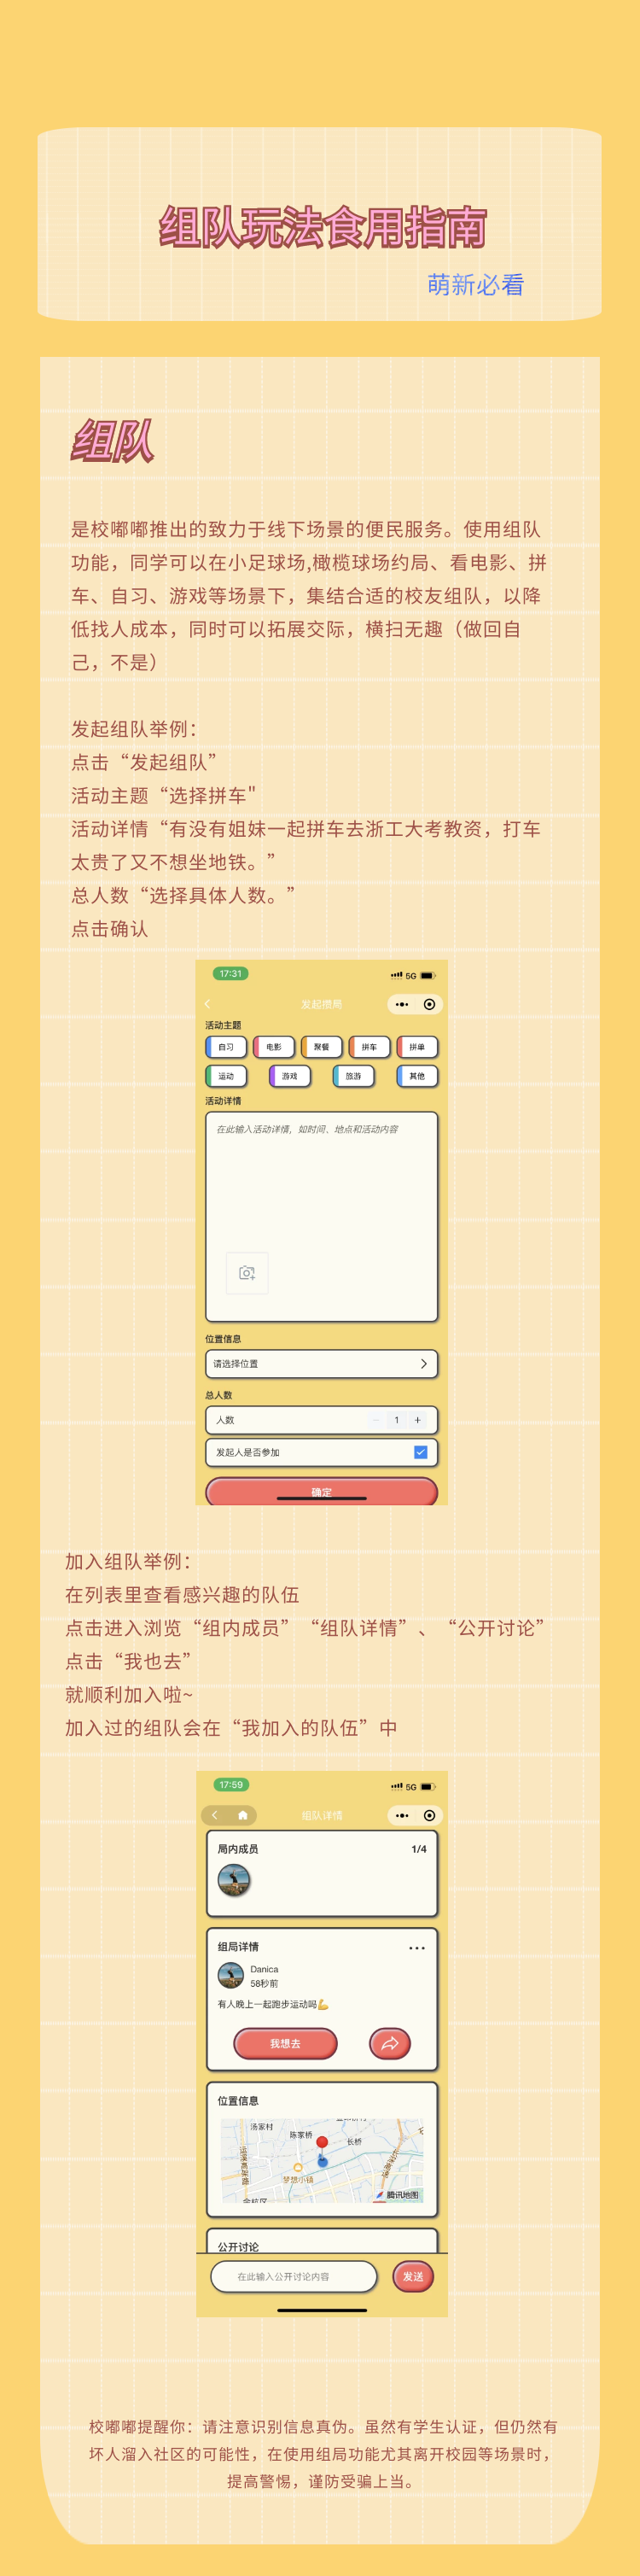 组队玩法食用指南
萌新必看
组队
是校嘟嘟推出的致力于线下场景的便民服务。使用组队
功能，同学可以在小足球场,橄榄球场约局、看电影、拼
车、自习、游戏等场景下，集结合适的校友组队，以降
低找人成本，同时可以拓展交际，横扫无趣（做回自
己，不是）
发起组队举例：
点击“发起组队”
活动主题“选择拼车"
活动详情“有没有姐妹一起拼车去浙工大考教资，打车
太贵了又不想坐地铁。”
总人数“选择具体人数。”
点击确认
17:31 5G
发起攒局
活动主题
自习 电影 聚餐 拼车 拼单
运动 游戏 旅游 其他
活动详情
在此输入活动详情，如时间、地点和活动内容
位置信息
请选择位置
总人数
人数 − 1 +
发起人是否参加
确定
加入组队举例：
在列表里查看感兴趣的队伍
点击进入浏览“组内成员”“组队详情”、“公开讨论”
点击“我也去”
就顺利加入啦~
加入过的组队会在“我加入的队伍”中
17:59 5G
组队详情
局内成员 1/4
组局详情
Danica
58秒前
有人晚上一起跑步运动吗💪
我想去
位置信息
汤家村
陈家桥
长桥
运溪高架路
梦想小镇
腾讯地图
公开讨论
在此输入公开讨论内容 发送
校嘟嘟提醒你：请注意识别信息真伪。虽然有学生认证，但仍然有
坏人溜入社区的可能性，在使用组局功能尤其离开校园等场景时，
提高警惕，谨防受骗上当。